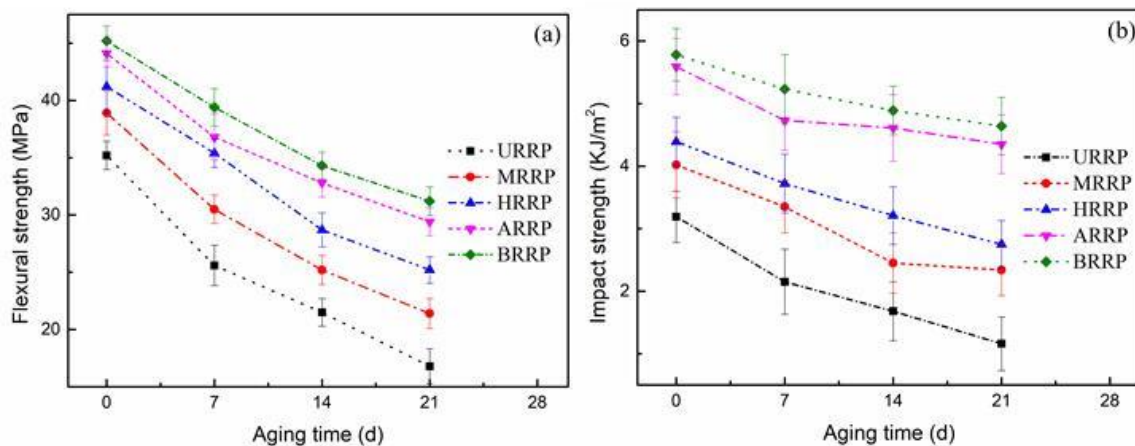 (a)
Flexural strength (MPa)
40
30
20
URRP
MRRP
HRRP
ARRP
BRRP
0 7 14 21 28
Aging time (d)
(b)
Impact strength (KJ/m²)
6
4
2
URRP
MRRP
HRRP
ARRP
BRRP
0 7 14 21 28
Aging time (d)